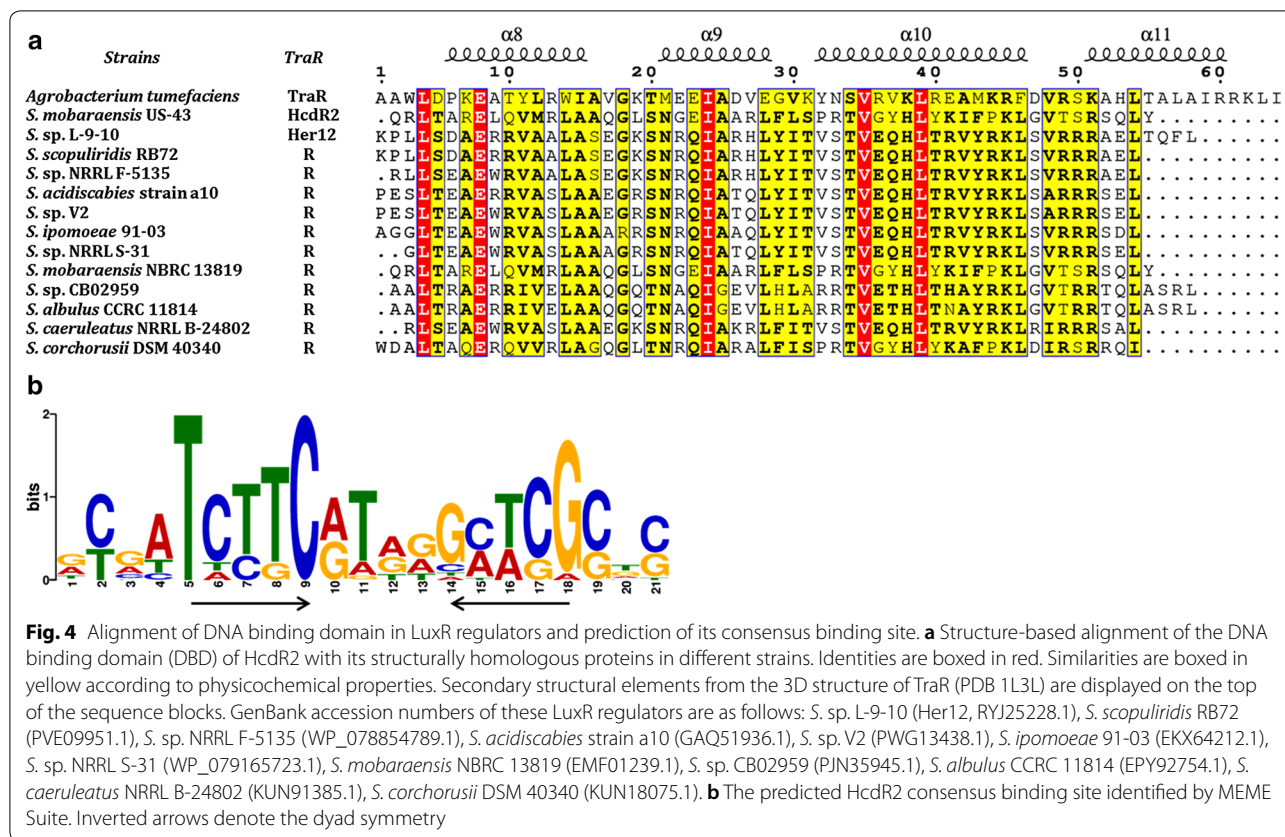 a
Strains TraR
α8 α9 α10 α11
1 10 20 30 40 50 60
Agrobacterium tumefaciens TraR AAWLDPKEATYLRWIAVGKTMEEIADVEGVKYNSVRVKLREAMKRFDVRSKAHLTALAIRRKLI
S. mobaraensis US-43 HcdR2 .QRLTARELQVMRLAAQGLSNGEIAARLFLSPRTVGYHLYKIFPKLGVTSRSQLY.........
S. sp. L-9-10 Her12 KPLLSDAERRVAALASEGKSNRQIARHLYITVSTVEQHLTRVYRKLSVRRRAELTQFL......
S. scopuliridis RB72 R KPLLSDAERRVAALASEGKSNRQIARHLYITVSTVEQHLTRVYRKLSVRRRAEL..........
S. sp. NRRL F-5135 R .RLLSEAEWRVAALASEGKSNRQIARHLYITVSTVEQHLTRVYRKLSVRRRAEL..........
S. acidiscabies strain a10 R PESLTEAEWRVASLAAEGRSNRQIATQLYITVSTVEQHLTRVYRKLSARRRSEL..........
S. sp. V2 R PESLTEAEWRVASLAAEGRSNRQIATQLYITVSTVEQHLTRVYRKLSARRRSEL..........
S. ipomoeae 91-03 R AGGLTEAEWRVASLAARRSNRQIAAQLYITVSTVEQHLTRVYRKLSVRRRSDL..........
S. sp. NRRL S-31 R ..GLTEAEWRVASLAAEGRSNRQIATQLYITVSTVEQHLTRVYRKLSVRRRSEL..........
S. mobaraensis NBRC 13819 R .QRLTARELQVMRLAAQGLSNGEIAARLFLSPRTVGYHLYKIFPKLGVTSRSQLY.........
S. sp. CB02959 R .AALTRAERRIVELAAQGQTNAQIGEVLHLARRTVETHLTHAYRKLGVTRRTQLASRL......
S. albulus CCRC 11814 R .AALTRAERRIVELAAQGQTNAQIGEVLHLARRTVETHLTNAYRKLGVTRRTQLASRL......
S. caeruleatus NRRL B-24802 R ..RLSEAEWRVASLAAEGKSNRQIAKRLFITVSTVEQHLTRVYRKLRIRRRSAL..........
S. corchorusii DSM 40340 R WDALTAQERQVVRLAGQGLTNRQIARALFISPRTVGYHLYKAFPKLDIRSRRQI..........
b
2
bits
1
0
1 2 3 4 5 6 7 8 9 10 11 12 13 14 15 16 17 18 19 20 21
Fig. 4 Alignment of DNA binding domain in LuxR regulators and prediction of its consensus binding site. a Structure-based alignment of the DNA
binding domain (DBD) of HcdR2 with its structurally homologous proteins in different strains. Identities are boxed in red. Similarities are boxed in
yellow according to physicochemical properties. Secondary structural elements from the 3D structure of TraR (PDB 1L3L) are displayed on the top
of the sequence blocks. GenBank accession numbers of these LuxR regulators are as follows: S. sp. L-9-10 (Her12, RYJ25228.1), S. scopuliridis RB72
(PVE09951.1), S. sp. NRRL F-5135 (WP_078854789.1), S. acidiscabies strain a10 (GAQ51936.1), S. sp. V2 (PWG13438.1), S. ipomoeae 91-03 (EKX64212.1),
S. sp. NRRL S-31 (WP_079165723.1), S. mobaraensis NBRC 13819 (EMF01239.1), S. sp. CB02959 (PJN35945.1), S. albulus CCRC 11814 (EPY92754.1), S.
caeruleatus NRRL B-24802 (KUN91385.1), S. corchorusii DSM 40340 (KUN18075.1). b The predicted HcdR2 consensus binding site identified by MEME
Suite. Inverted arrows denote the dyad symmetry